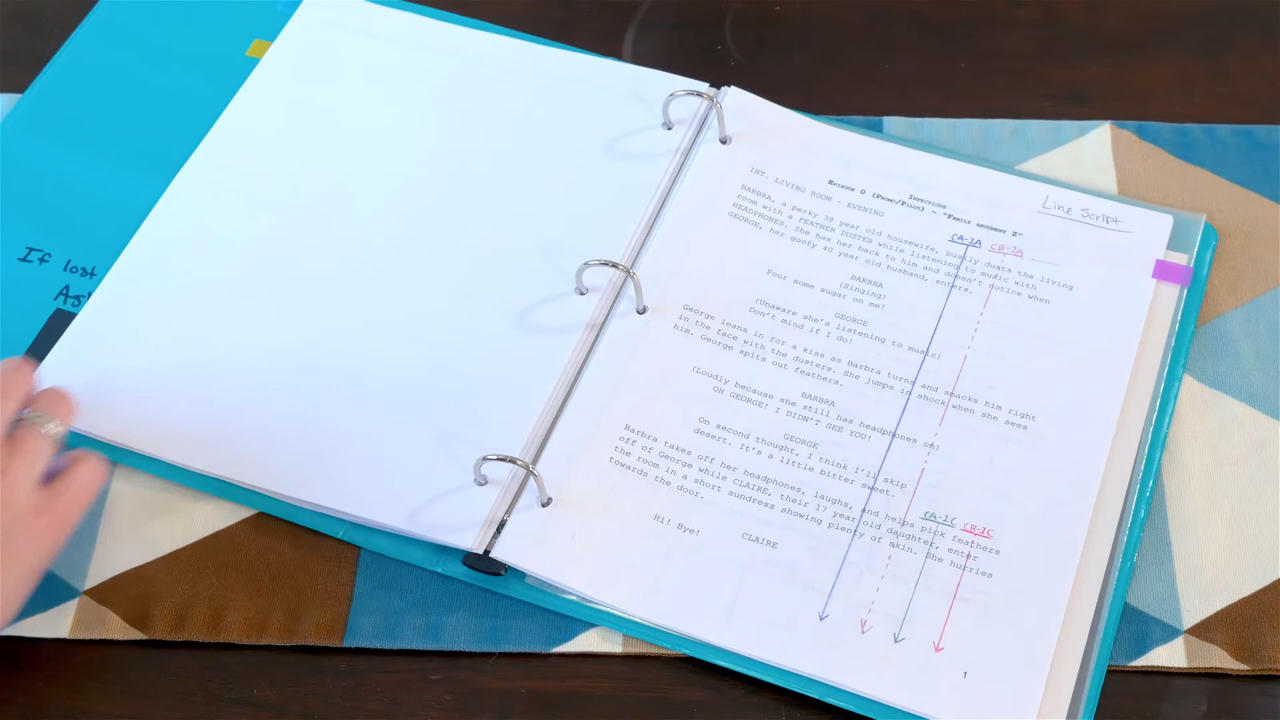 If lost
As
Line Script
Infectious
Episode 0 (Promo/Pilot) - "Family Argument 2"
INT. LIVING ROOM - EVENING
CA-1A CB-1A
BARBRA, a perky 39 year old housewife, busily dusts the living
room with a FEATHER DUSTER while listening to music with
HEADPHONES. She has her back to him and doesn't notice when
GEORGE, her goofy 40 year old husband, enters.
BARBRA
(Singing)
Pour some sugar on me!
GEORGE
(Unaware she's listening to music)
Don't mind if I do!
George leans in for a kiss as Barbra turns and smacks him right
in the face with the dusters. She jumps in shock when she sees
him. George spits out feathers.
BARBRA
(Loudly because she still has headphones on)
OH GEORGE! I DIDN'T SEE YOU!
GEORGE
On second thought, I think I'll skip
desert. It's a little bitter sweet.
Barbra takes off her headphones, laughs, and helps pick feathers
off of George while CLAIRE, their 17 year old daughter, enter
the room in a short sundress showing plenty of skin. She hurries
towards the door.
CA-1C CB-1C
CLAIRE
Hi! Bye!
1